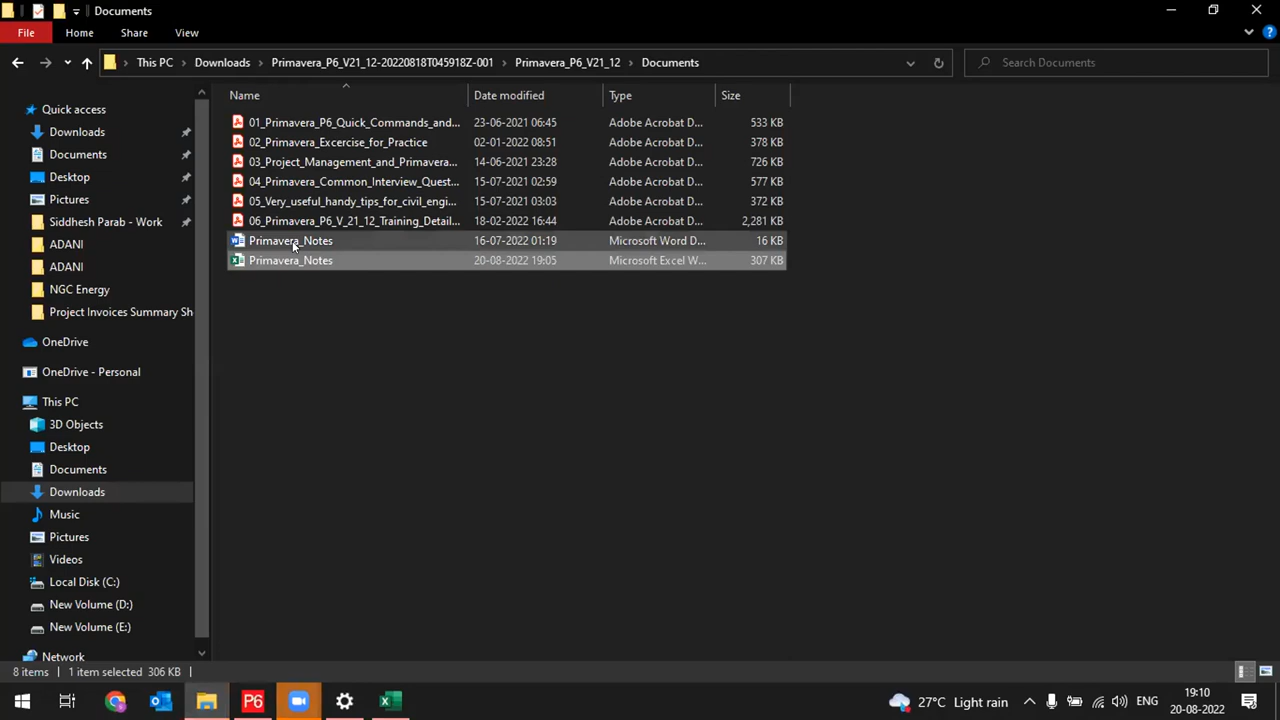 Documents
File Home Share View
This PC Downloads Primavera_P6_V21_12-20220818T045918Z-001 Primavera_P6_V21_12 Documents Search Documents
Name Date modified Type Size
Quick access
Downloads
Documents
Desktop
Pictures
Siddhesh Parab - Work
ADANI
ADANI
NGC Energy
Project Invoices Summary Sh
OneDrive
OneDrive - Personal
This PC
3D Objects
Desktop
Documents
Downloads
Music
Pictures
Videos
Local Disk (C:)
New Volume (D:)
New Volume (E:)
Network
01_Primavera_P6_Quick_Commands_and... 23-06-2021 06:45 Adobe Acrobat D... 533 KB
02_Primavera_Excercise_for_Practice 02-01-2022 08:51 Adobe Acrobat D... 378 KB
03_Project_Management_and_Primavera... 14-06-2021 23:28 Adobe Acrobat D... 726 KB
04_Primavera_Common_Interview_Quest... 15-07-2021 02:59 Adobe Acrobat D... 577 KB
05_Very_useful_handy_tips_for_civil_engi... 15-07-2021 03:03 Adobe Acrobat D... 372 KB
06_Primavera_P6_V_21_12_Training_Detail... 18-02-2022 16:44 Adobe Acrobat D... 2,281 KB
Primavera_Notes 16-07-2022 01:19 Microsoft Word D... 16 KB
Primavera_Notes 20-08-2022 19:05 Microsoft Excel W... 307 KB
8 items 1 item selected 306 KB
P6 27°C Light rain ENG 19:10
20-08-2022